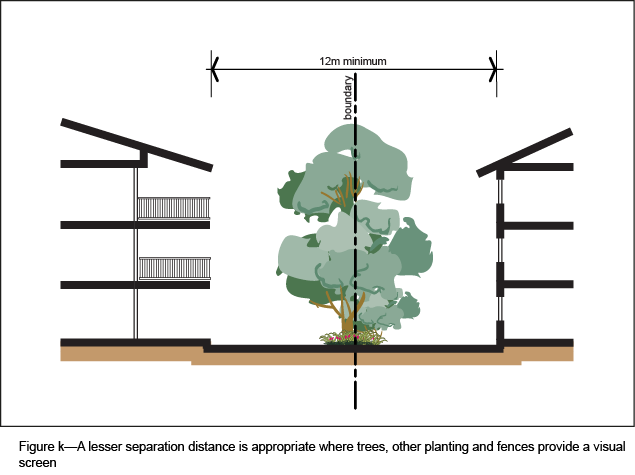 12m minimum
boundary
Figure k—A lesser separation distance is appropriate where trees, other planting and fences provide a visual
screen